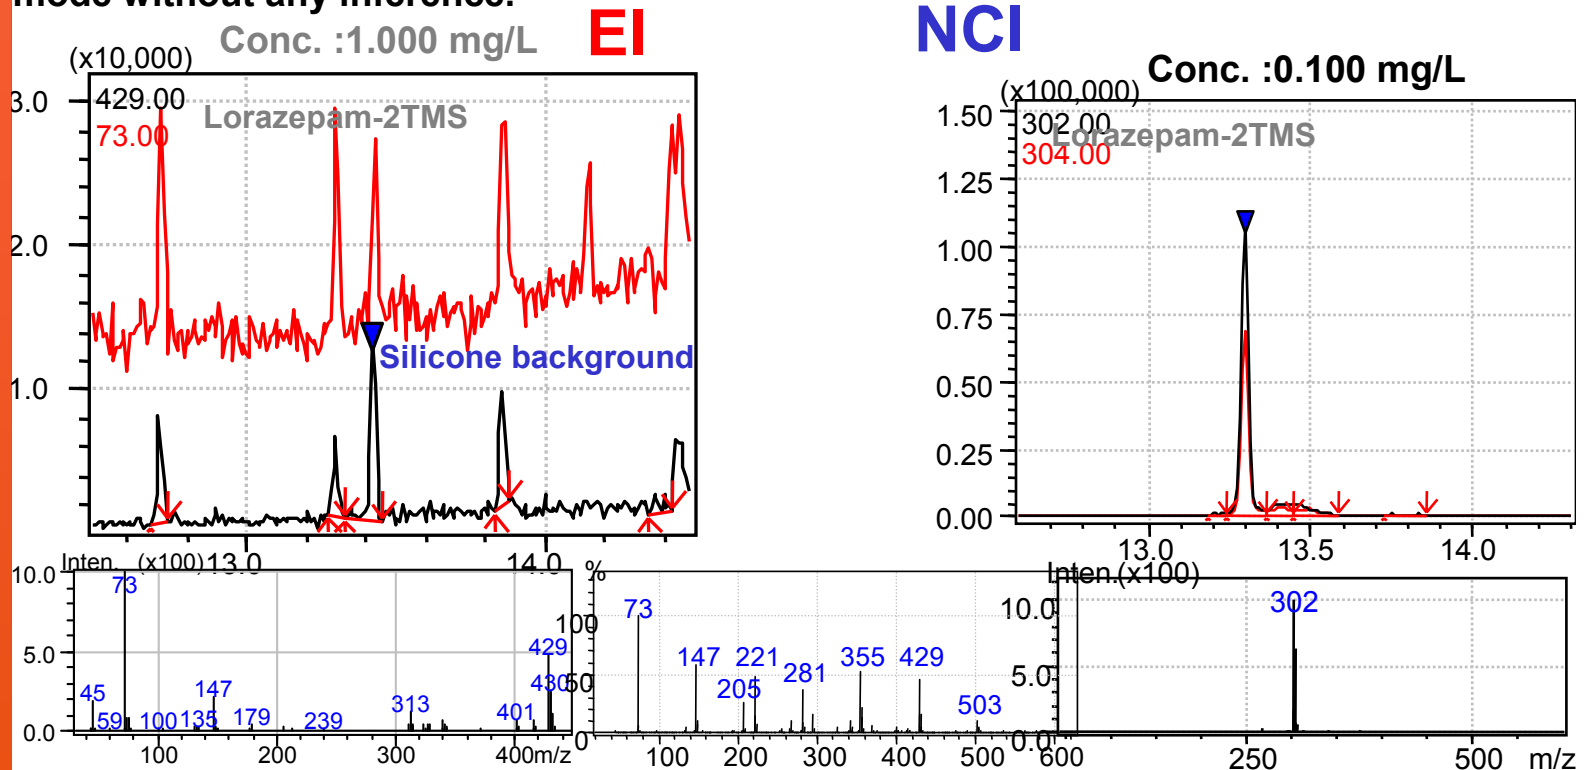 mode without any inference.
EI
NCI
Conc. :1.000 mg/L
Conc. :0.100 mg/L
(x10,000)
429.00
73.00
Lorazepam-2TMS
3.0
2.0
1.0
Silicone background
13.0
14.0
(x100,000)
302.00
304.00
Lorazepam-2TMS
1.50
1.25
1.00
0.75
0.50
0.25
0.00
13.0 13.5 14.0
Inten. (x100)
10.0
5.0
0.0
73
45
59
100
135
147
179
239
313
401
429
430
100 200 300 400 m/z
%
100
50
0
73
147
205
221
281
355
429
503
100 200 300 400 500 600
Inten.(x100)
10.0
5.0
0.0
302
250 500 m/z